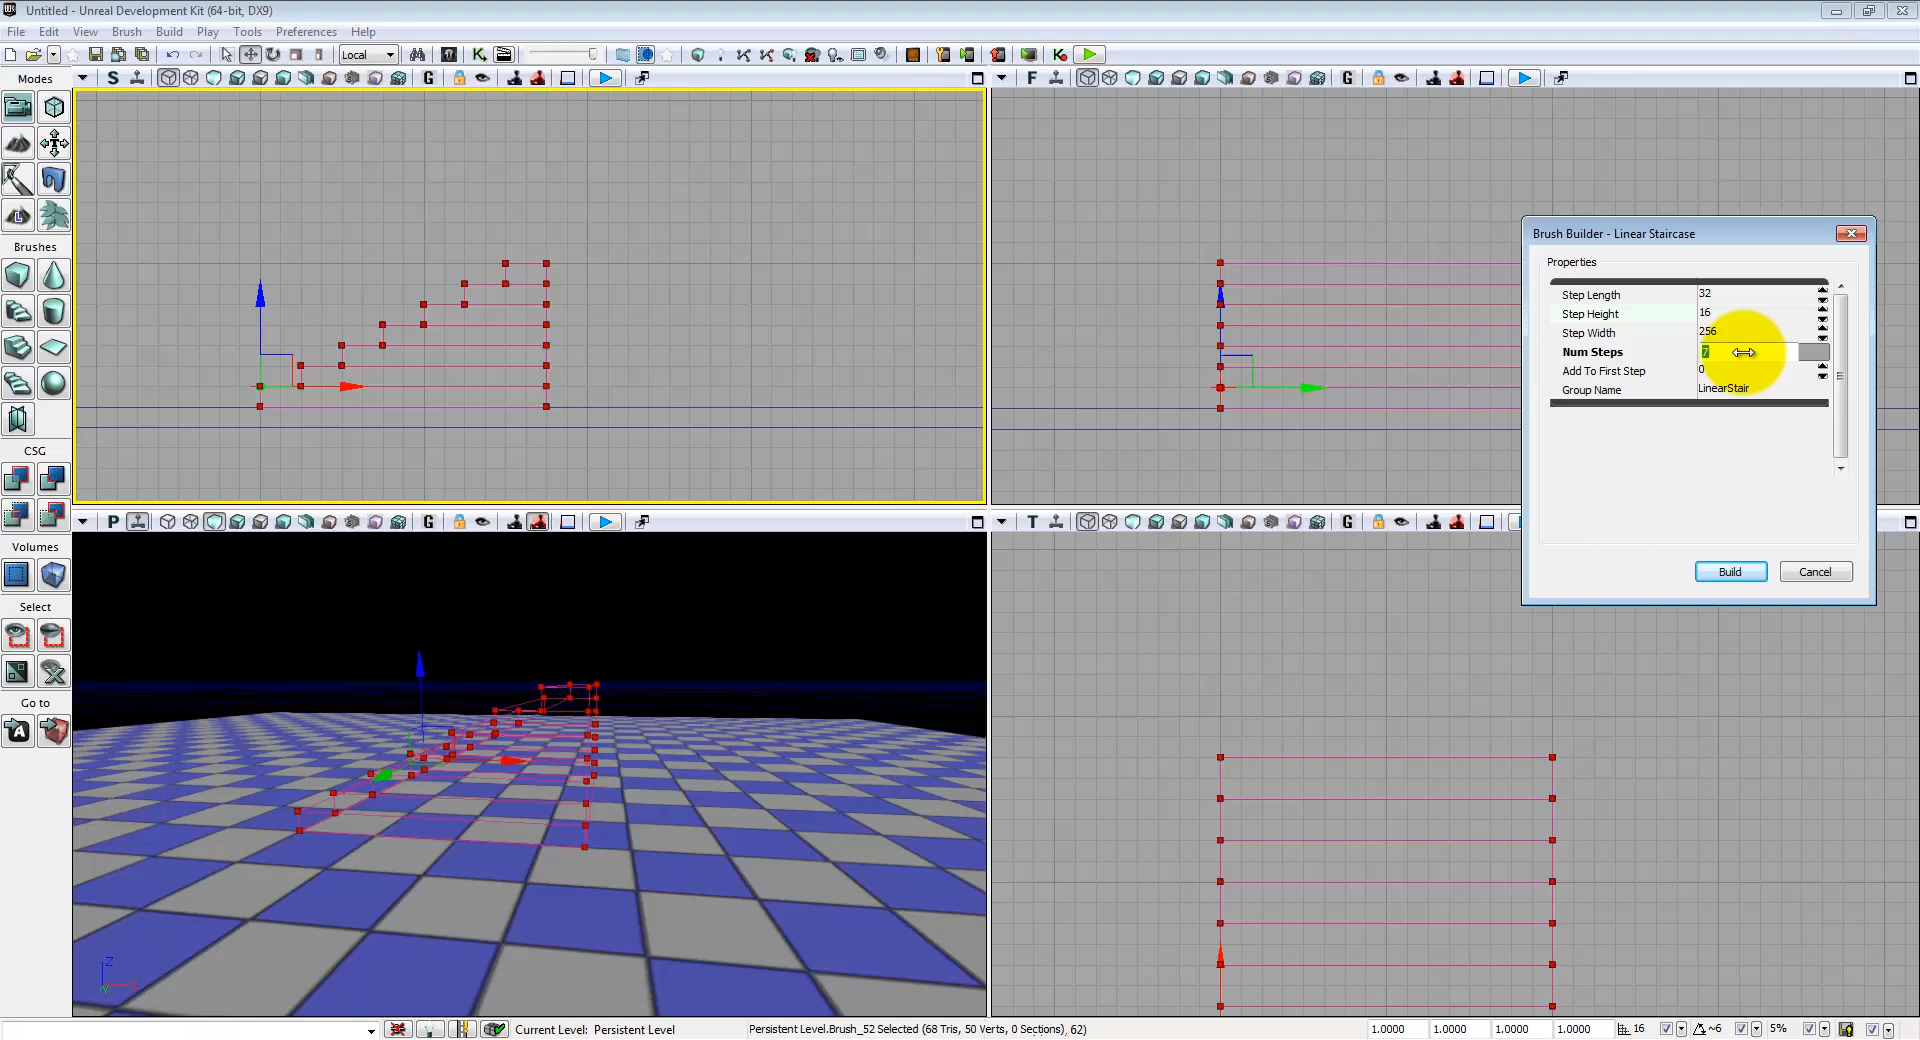 Untitled - Unreal Development Kit (64-bit, DX9)
File Edit View Brush Build Play Tools Preferences Help
Local
Modes
S G
F G
Brushes
CSG
Volumes
Select
Go to
P G
T G
Z
Brush Builder - Linear Staircase
Properties
Step Length 32
Step Height 16
Step Width 256
Num Steps 7
Add To First Step 0
Group Name LinearStair
Build Cancel
Current Level: Persistent Level
Persistent Level.Brush_52 Selected (68 Tris, 50 Verts, 0 Sections), 62)
1.0000 1.0000 1.0000 1.0000 16 ~6 5%